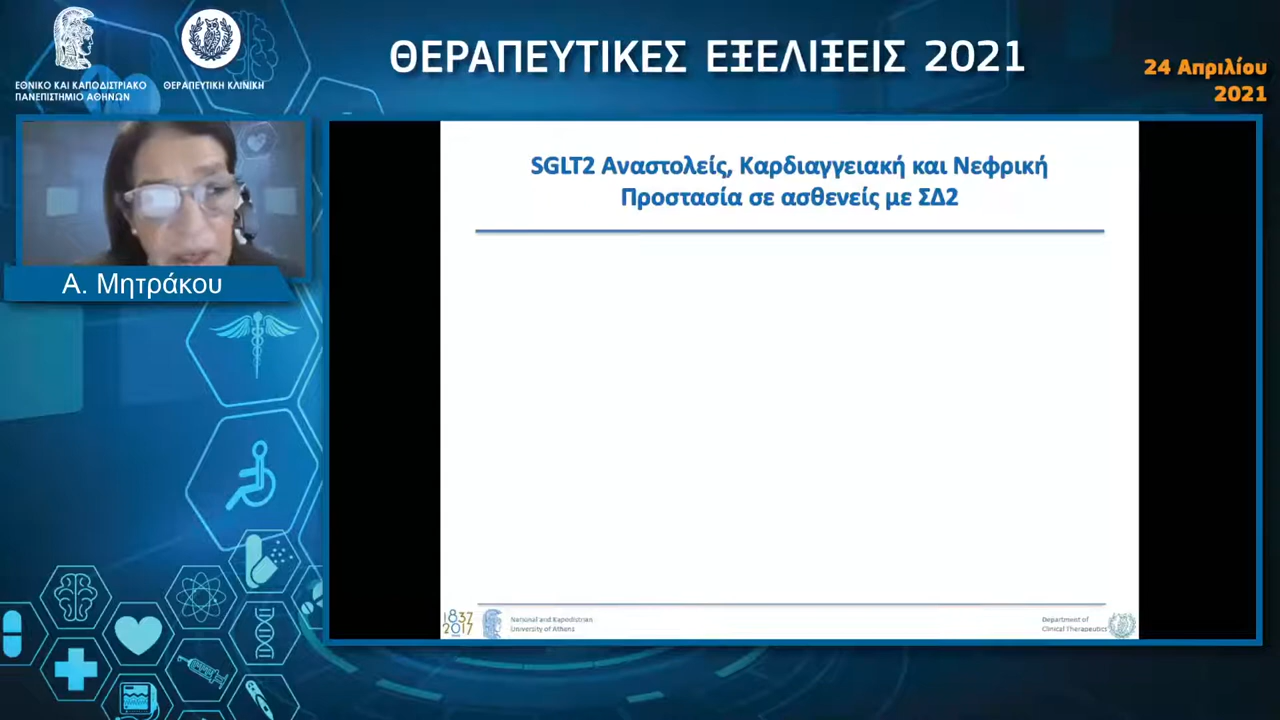 ΕΘΝΙΚΟ ΚΑΙ ΚΑΠΟΔΙΣΤΡΙΑΚΟ
ΠΑΝΕΠΙΣΤΗΜΙΟ ΑΘΗΝΩΝ
ΘΕΡΑΠΕΥΤΙΚΗ ΚΛΙΝΙΚΗ
ΘΕΡΑΠΕΥΤΙΚΕΣ ΕΞΕΛΙΞΕΙΣ 2021
24 Απριλίου
2021
Α. Μητράκου
SGLT2 Αναστολείς, Καρδιαγγειακή και Νεφρική
Προστασία σε ασθενείς με ΣΔ2
1837
2017
National and Kapodistrian
University of Athens
Department of
Clinical Therapeutics